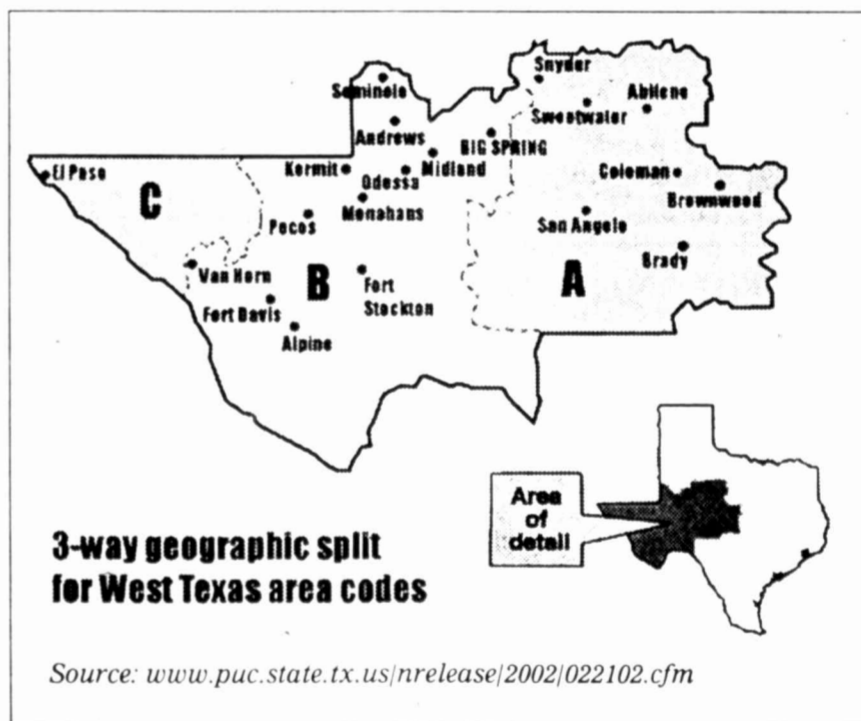 Snyder
Seminole
Abilene
Sweetwater
Andrews
BIG SPRING
El Paso
Kermit
Midland
Odessa
Coleman
C
Monahans
Brownwood
Pecos
San Angelo
Brady
Van Horn
B
Fort
Stockton
A
Fort Davis
Alpine
Area
of
detail
3-way geographic split
for West Texas area codes
Source: www.puc.state.tx.us/nrelease/2002/022102.cfm